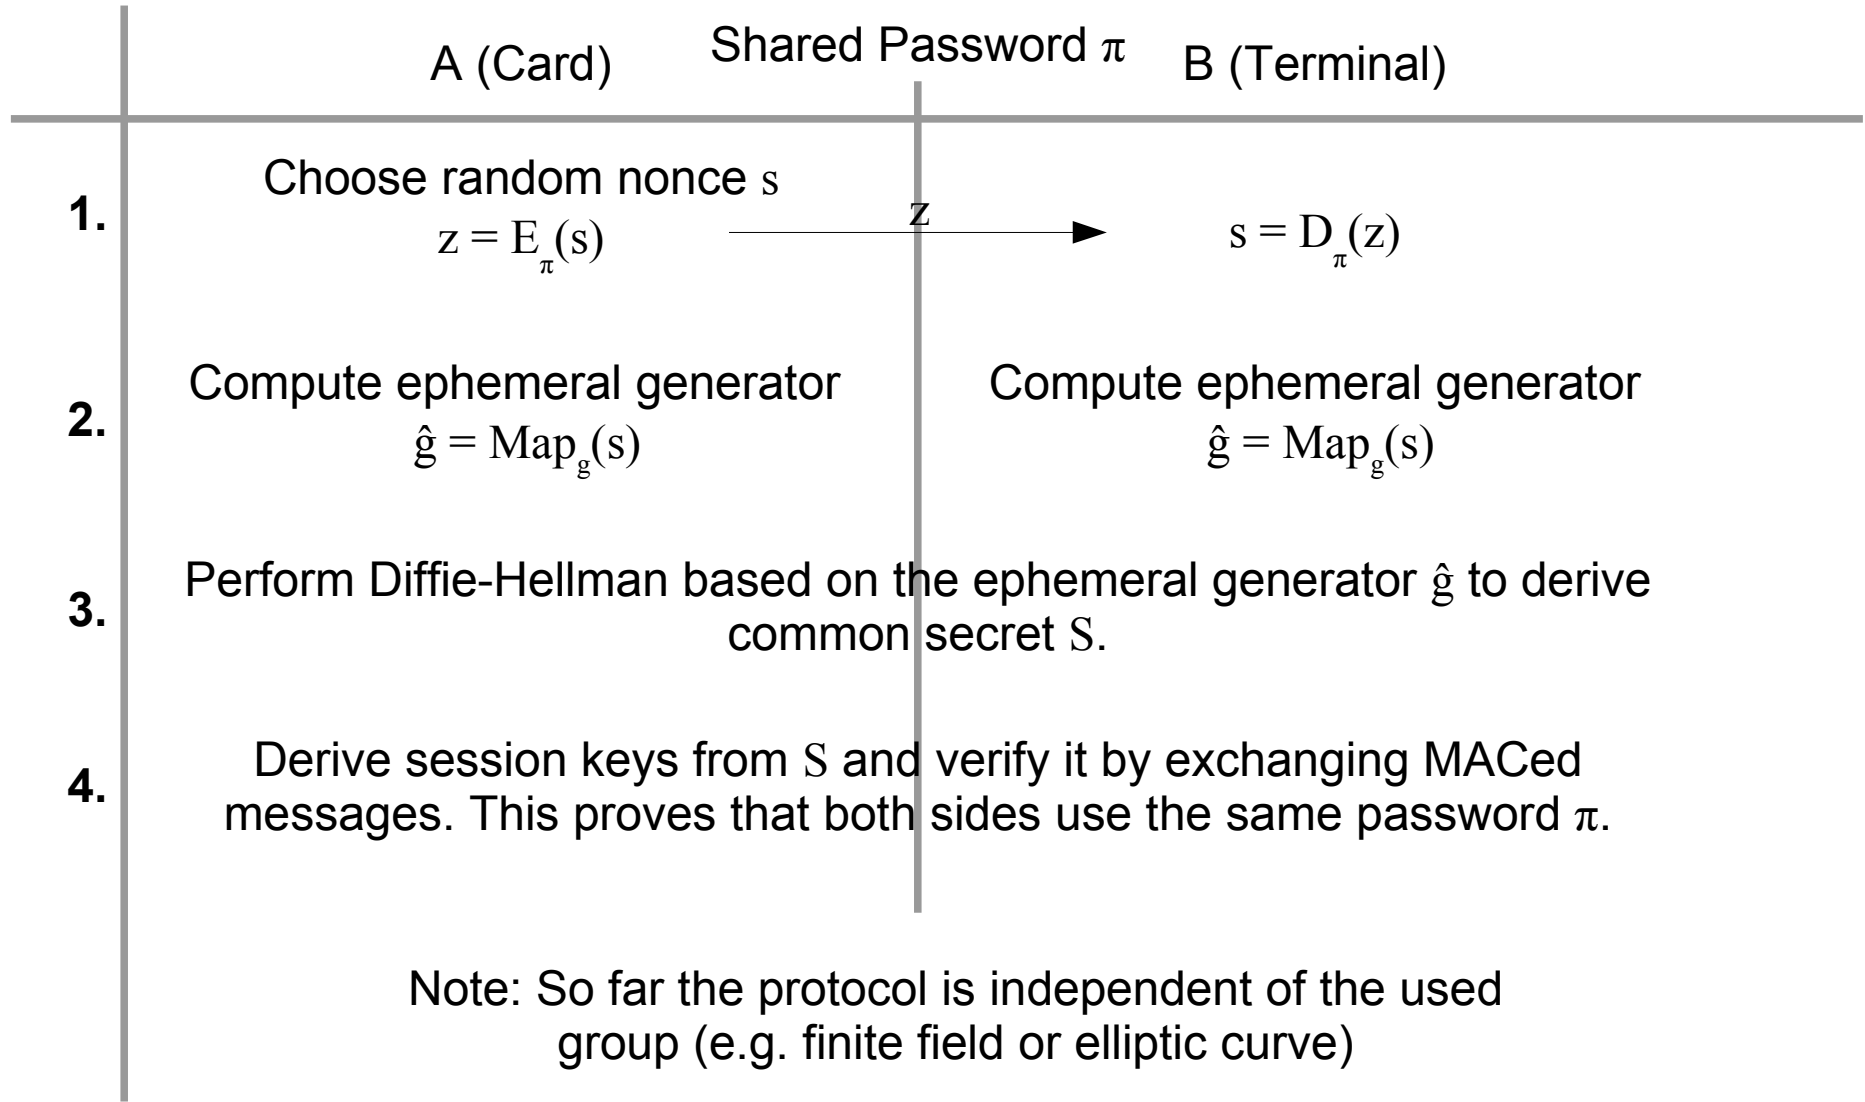 A (Card)
Shared Password π
B (Terminal)
1.
Choose random nonce s
z = E_π(s)
z
s = D_π(z)
2.
Compute ephemeral generator
ĝ = Map_g(s)
Compute ephemeral generator
ĝ = Map_g(s)
3.
Perform Diffie-Hellman based on the ephemeral generator ĝ to derive
common secret S.
4.
Derive session keys from S and verify it by exchanging MACed
messages. This proves that both sides use the same password π.
Note: So far the protocol is independent of the used
group (e.g. finite field or elliptic curve)